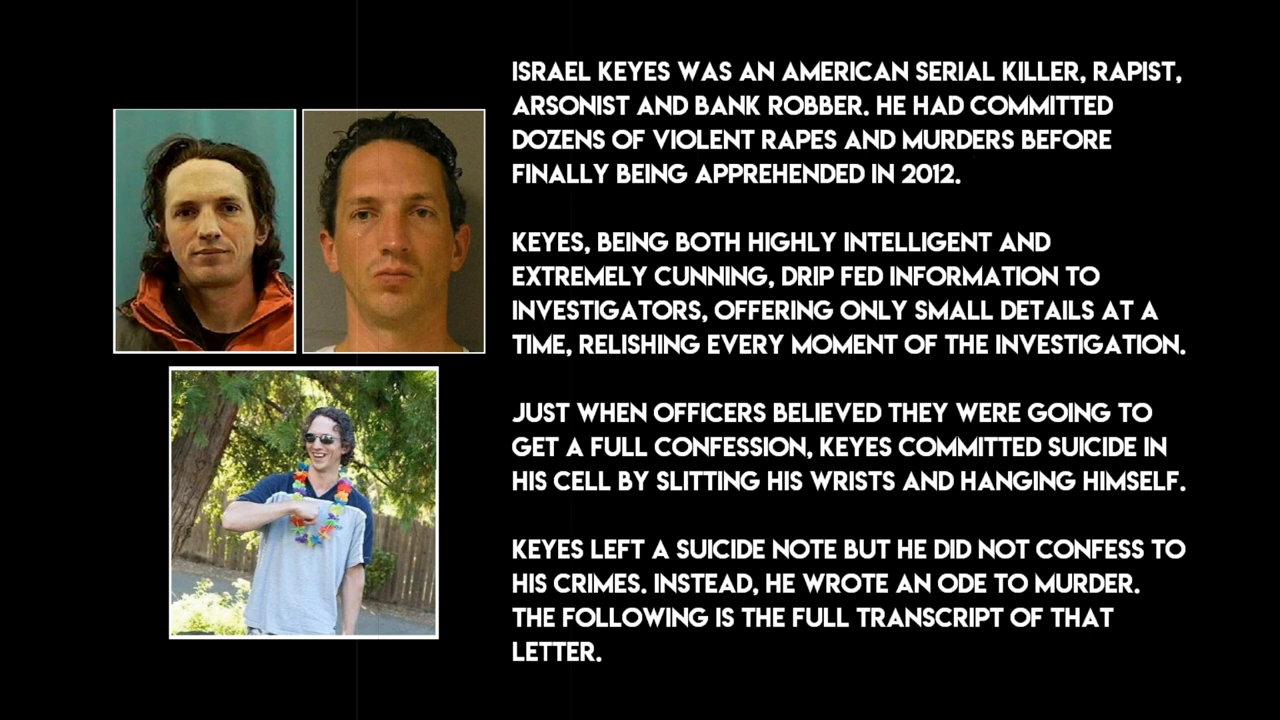 ISRAEL KEYES WAS AN AMERICAN SERIAL KILLER, RAPIST,
ARSONIST AND BANK ROBBER. HE HAD COMMITTED
DOZENS OF VIOLENT RAPES AND MURDERS BEFORE
FINALLY BEING APPREHENDED IN 2012.
KEYES, BEING BOTH HIGHLY INTELLIGENT AND
EXTREMELY CUNNING, DRIP FED INFORMATION TO
INVESTIGATORS, OFFERING ONLY SMALL DETAILS AT A
TIME, RELISHING EVERY MOMENT OF THE INVESTIGATION.
JUST WHEN OFFICERS BELIEVED THEY WERE GOING TO
GET A FULL CONFESSION, KEYES COMMITTED SUICIDE IN
HIS CELL BY SLITTING HIS WRISTS AND HANGING HIMSELF.
KEYES LEFT A SUICIDE NOTE BUT HE DID NOT CONFESS TO
HIS CRIMES. INSTEAD, HE WROTE AN ODE TO MURDER.
THE FOLLOWING IS THE FULL TRANSCRIPT OF THAT
LETTER.